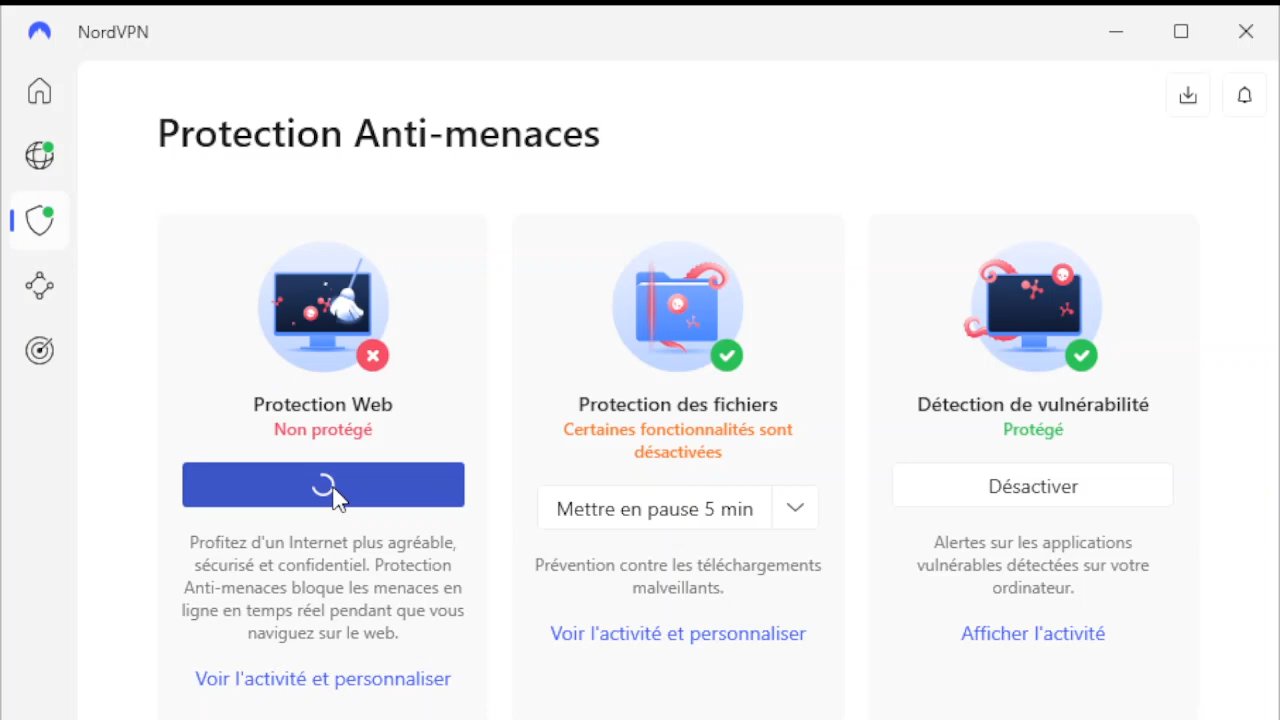 NordVPN
Protection Anti-menaces
Protection Web
Non protégé
Profitez d'un Internet plus agréable,
sécurisé et confidentiel. Protection
Anti-menaces bloque les menaces en
ligne en temps réel pendant que vous
naviguez sur le web.
Voir l'activité et personnaliser
Protection des fichiers
Certaines fonctionnalités sont
désactivées
Mettre en pause 5 min
Prévention contre les téléchargements
malveillants.
Voir l'activité et personnaliser
Détection de vulnérabilité
Protégé
Désactiver
Alertes sur les applications
vulnérables détectées sur votre
ordinateur.
Afficher l'activité